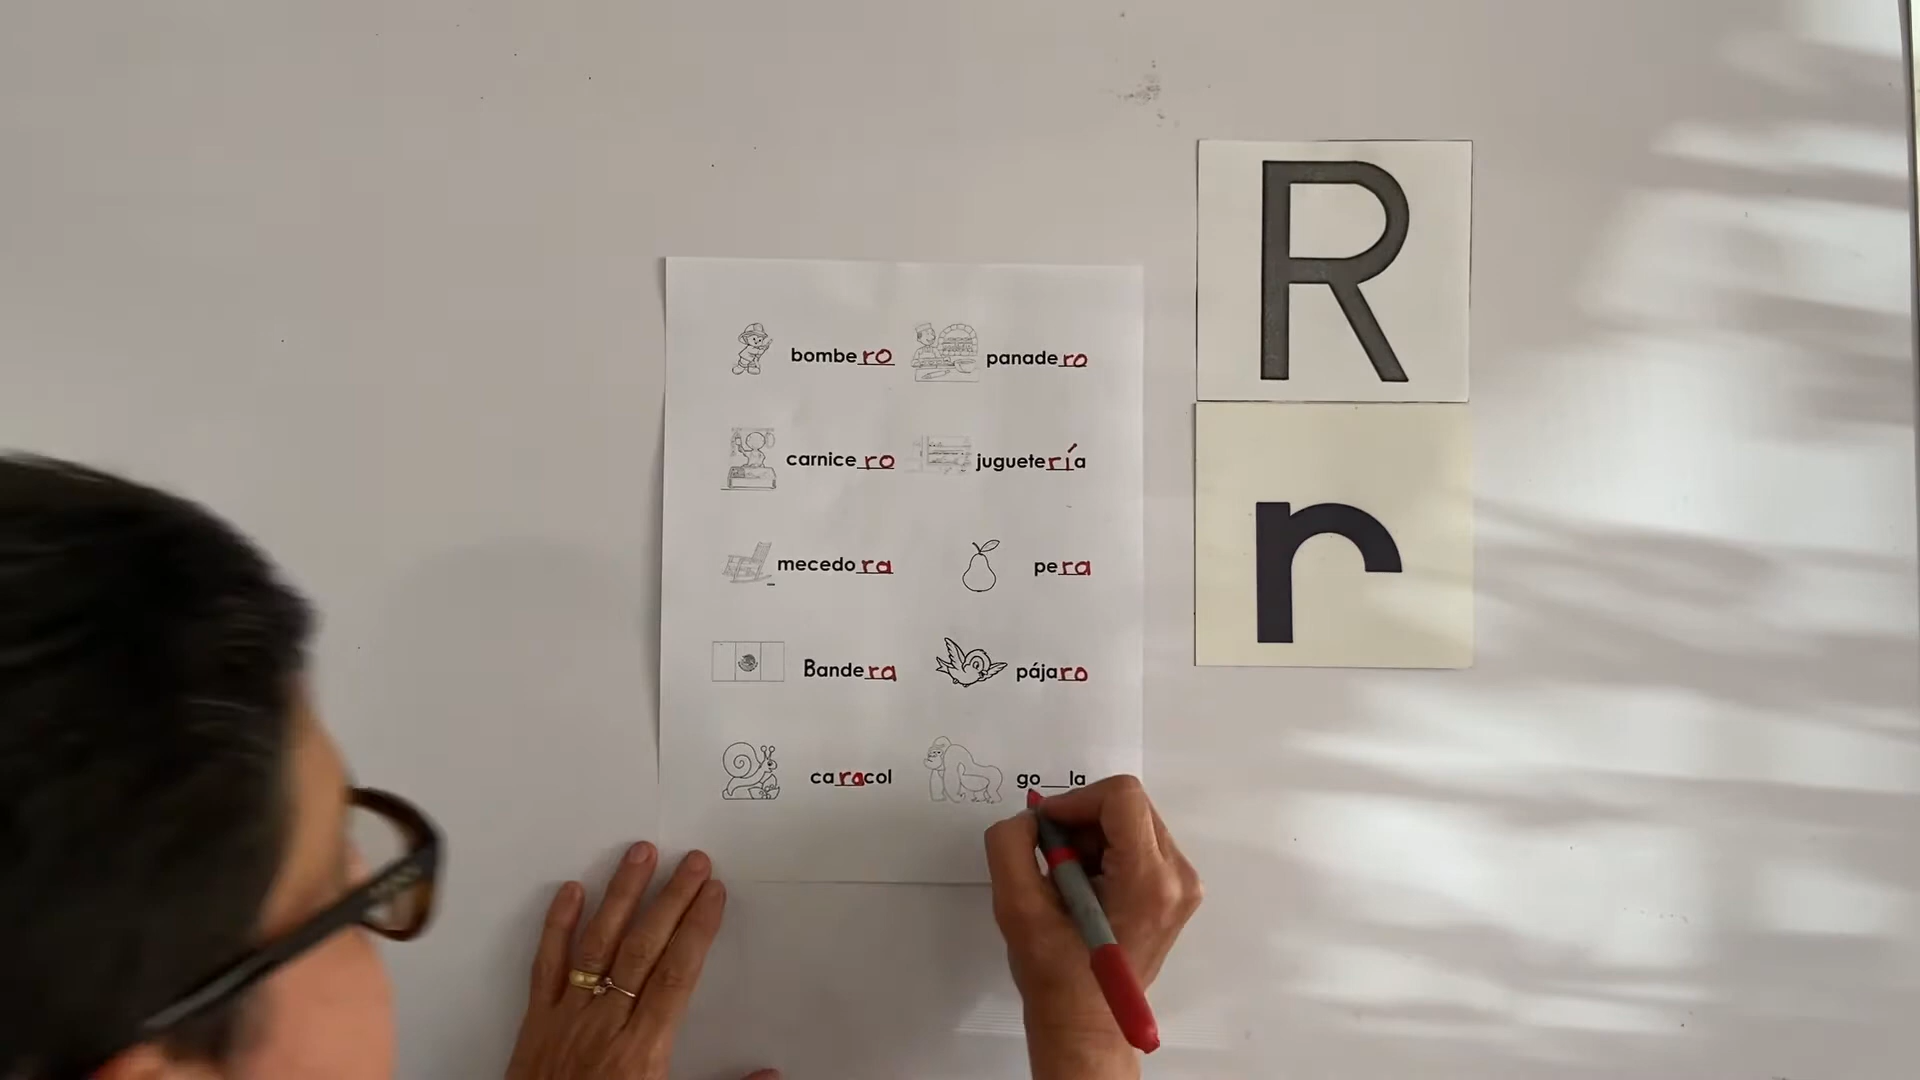 R
r
bombero panadero
carnicero juguetería
mecedora pera
Bandera pájaro
caracol go__la